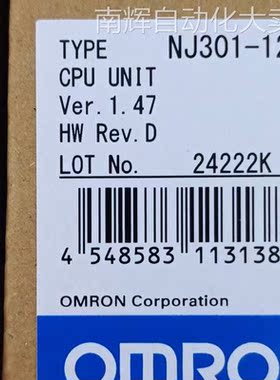 南辉自动化大
TYPE NJ301-12
CPU UNIT
Ver.1.47
HW Rev.D
LOT No. 24222K
4 548583 113138
OMRON Corporation
OMRO